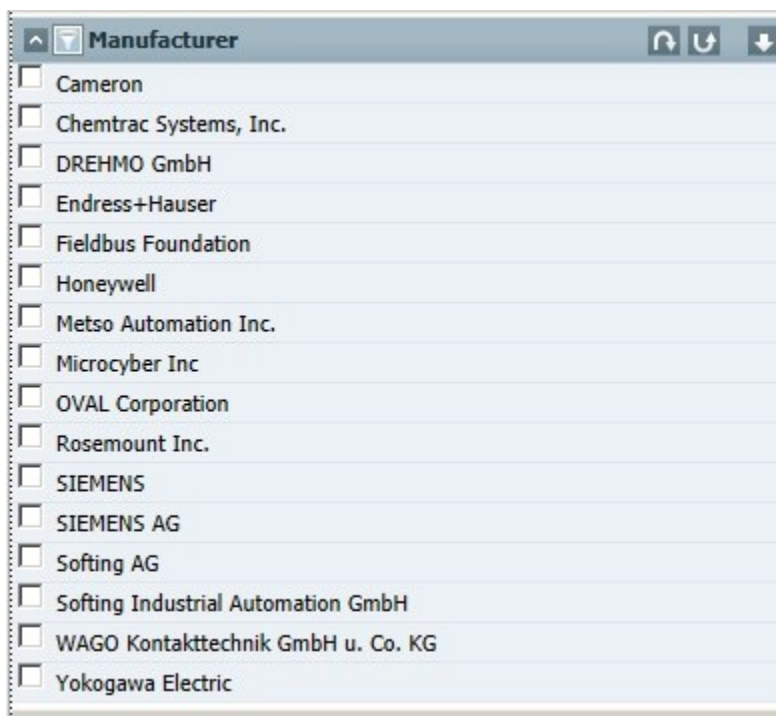 Manufacturer
Cameron
Chemtrac Systems, Inc.
DREHMO GmbH
Endress+Hauser
Fieldbus Foundation
Honeywell
Metso Automation Inc.
Microcyber Inc
OVAL Corporation
Rosemount Inc.
SIEMENS
SIEMENS AG
Softing AG
Softing Industrial Automation GmbH
WAGO Kontakttechnik GmbH u. Co. KG
Yokogawa Electric